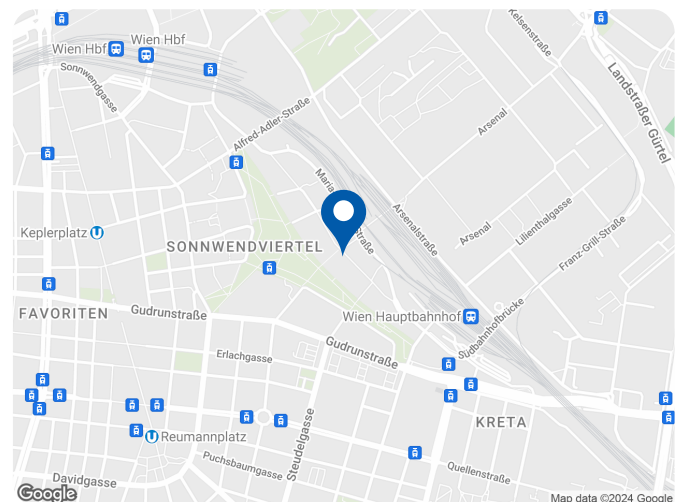 Wien Hbf
Wien Hbf
Sonnwendgasse
Kelsenstraße
Landstraßer Gürtel
Alfred-Adler-Straße
Arsenal
Maria
straße
Arsenalstraße
Arsenal
Lilienthalgasse
Franz-Grill-Straße
Keplerplatz
U
SONNWENDVIERTEL
FAVORITEN
Gudrunstraße
Wien Hauptbahnhof
Südbahnhofbrücke
Gudrunstraße
Erlachgasse
Steudelgasse
KRETA
U
Reumannplatz
Puchsbaumgasse
Quellenstraße
Davidgasse
Google
Map data ©2024 Google